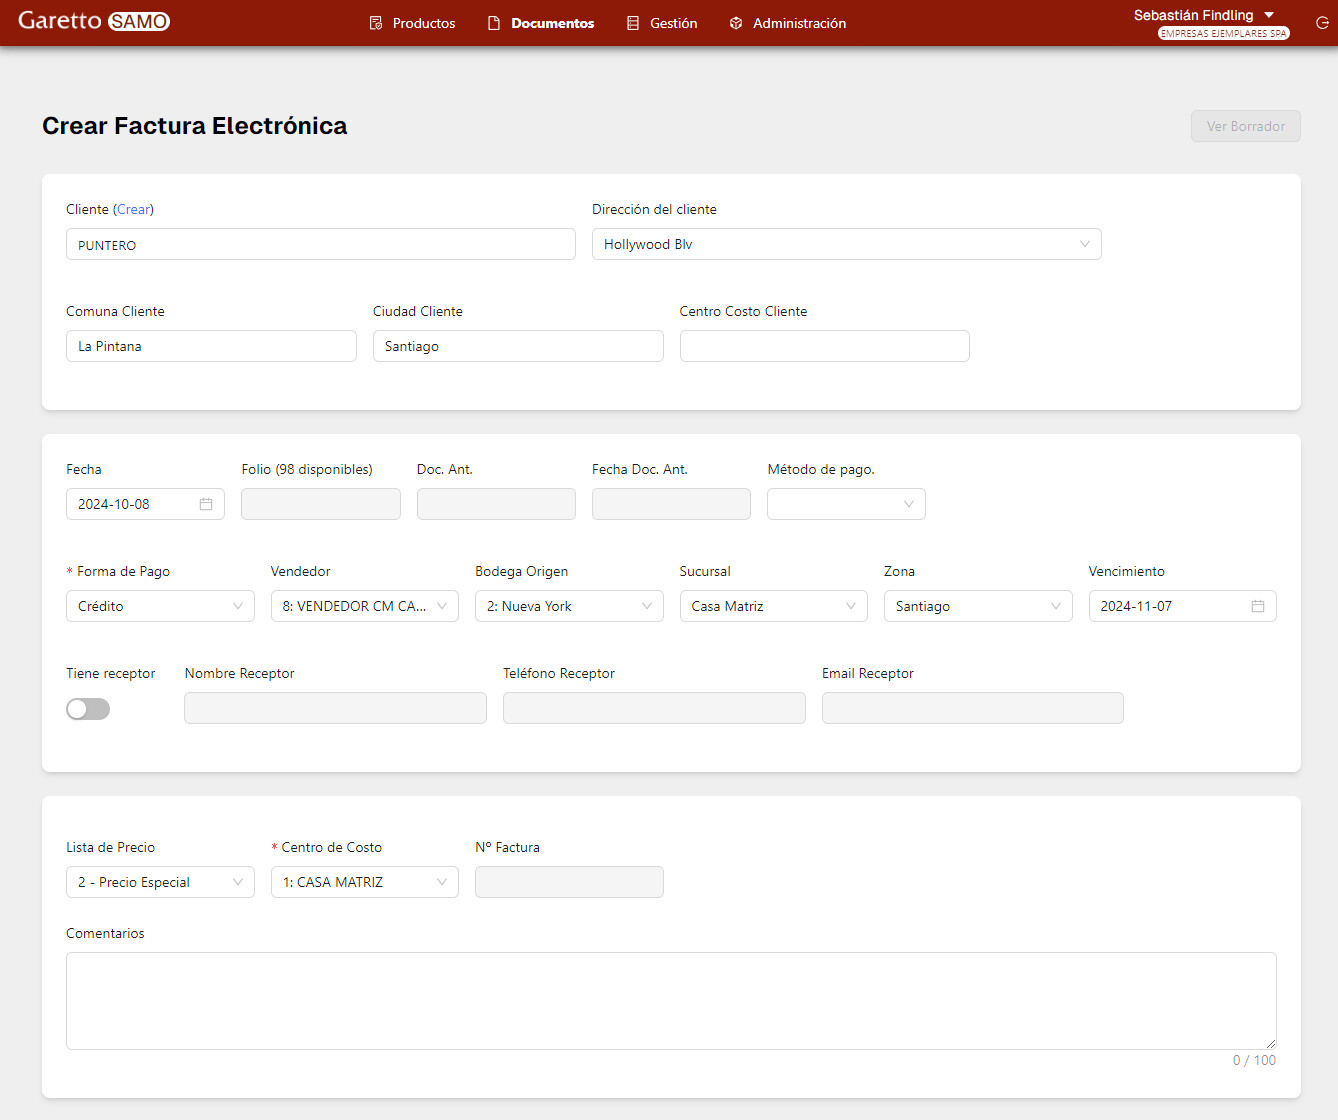 Garetto SAMO
Productos
Documentos
Gestión
Administración
Sebastián Findling
EMPRESAS EJEMPLARES SPA
Crear Factura Electrónica
Ver Borrador
Cliente (Crear)
Dirección del cliente
PUNTERO
Hollywood Blv
Comuna Cliente
Ciudad Cliente
Centro Costo Cliente
La Pintana
Santiago
Fecha
Folio (98 disponibles)
Doc. Ant.
Fecha Doc. Ant.
Método de pago.
2024-10-08
* Forma de Pago
Vendedor
Bodega Origen
Sucursal
Zona
Vencimiento
Crédito
8: VENDEDOR CM CA...
2: Nueva York
Casa Matriz
Santiago
2024-11-07
Tiene receptor
Nombre Receptor
Teléfono Receptor
Email Receptor
Lista de Precio
* Centro de Costo
Nº Factura
2 - Precio Especial
1: CASA MATRIZ
Comentarios
0 / 100